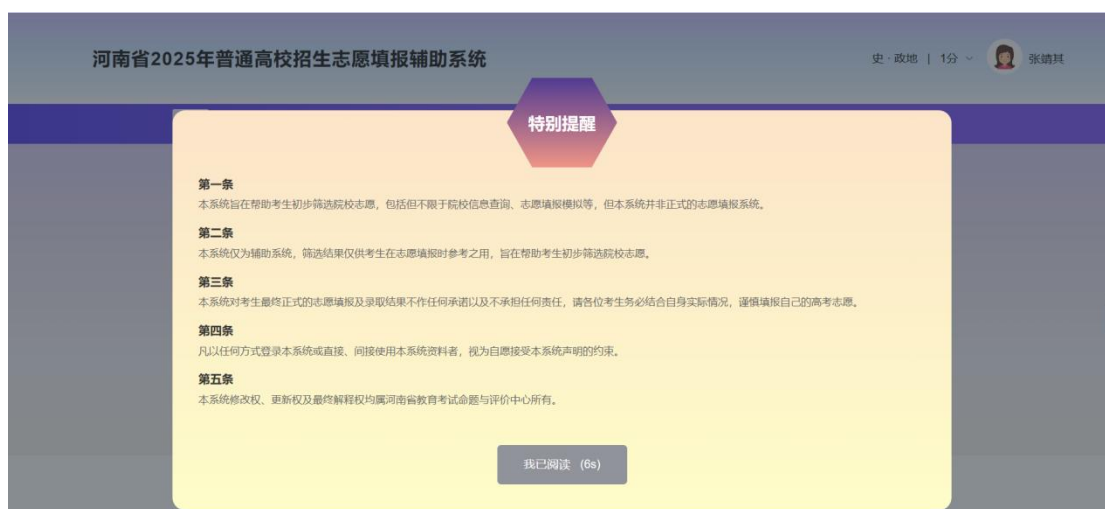 河南省2025年普通高校招生志愿填报辅助系统
史·政地 | 1分
张婧其
特别提醒
第一条
本系统旨在帮助考生初步筛选院校志愿，包括但不限于院校信息查询、志愿填报模拟等，但本系统并非正式的志愿填报系统。
第二条
本系统仅为辅助系统，筛选结果仅供考生在志愿填报时参考之用，旨在帮助考生初步筛选院校志愿。
第三条
本系统对考生最终正式的志愿填报及录取结果不作任何承诺以及不承担任何责任，请各位考生务必结合自身实际情况，谨慎填报自己的高考志愿。
第四条
凡以任何方式登录本系统或直接、间接使用本系统资料者，视为自愿接受本系统声明的约束。
第五条
本系统修改权、更新权及最终解释权均属河南省教育考试命题与评价中心所有。
我已阅读 (6s)